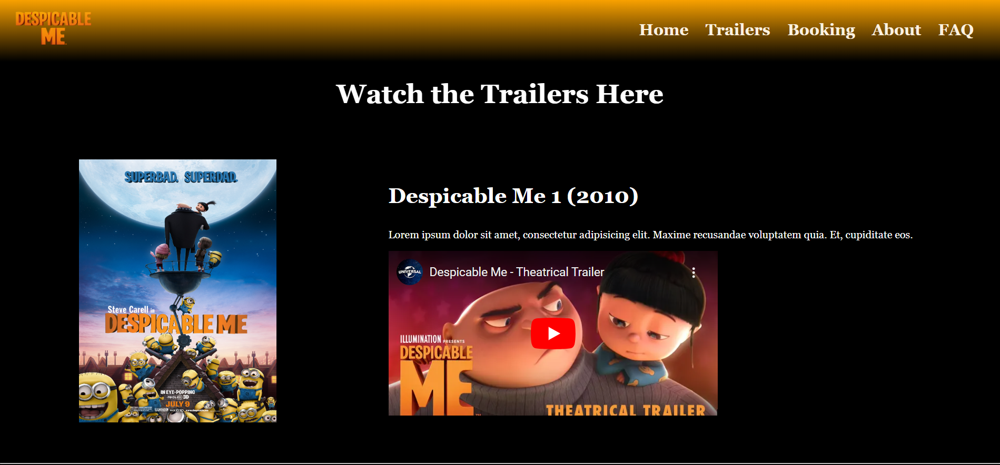 DESPICABLE
ME
Home Trailers Booking About FAQ
Watch the Trailers Here
SUPERBAD. SUPERDAD.
Steve Carell in
DESPICABLE ME
IN EYE-POPPING
REAL D 3D
JULY 9
Despicable Me 1 (2010)
Lorem ipsum dolor sit amet, consectetur adipisicing elit. Maxime recusandae voluptatem quia. Et, cupiditate eos.
UNIVERSAL
Despicable Me - Theatrical Trailer
ILLUMINATION PRESENTS
DESPICABLE
ME
THEATRICAL TRAILER